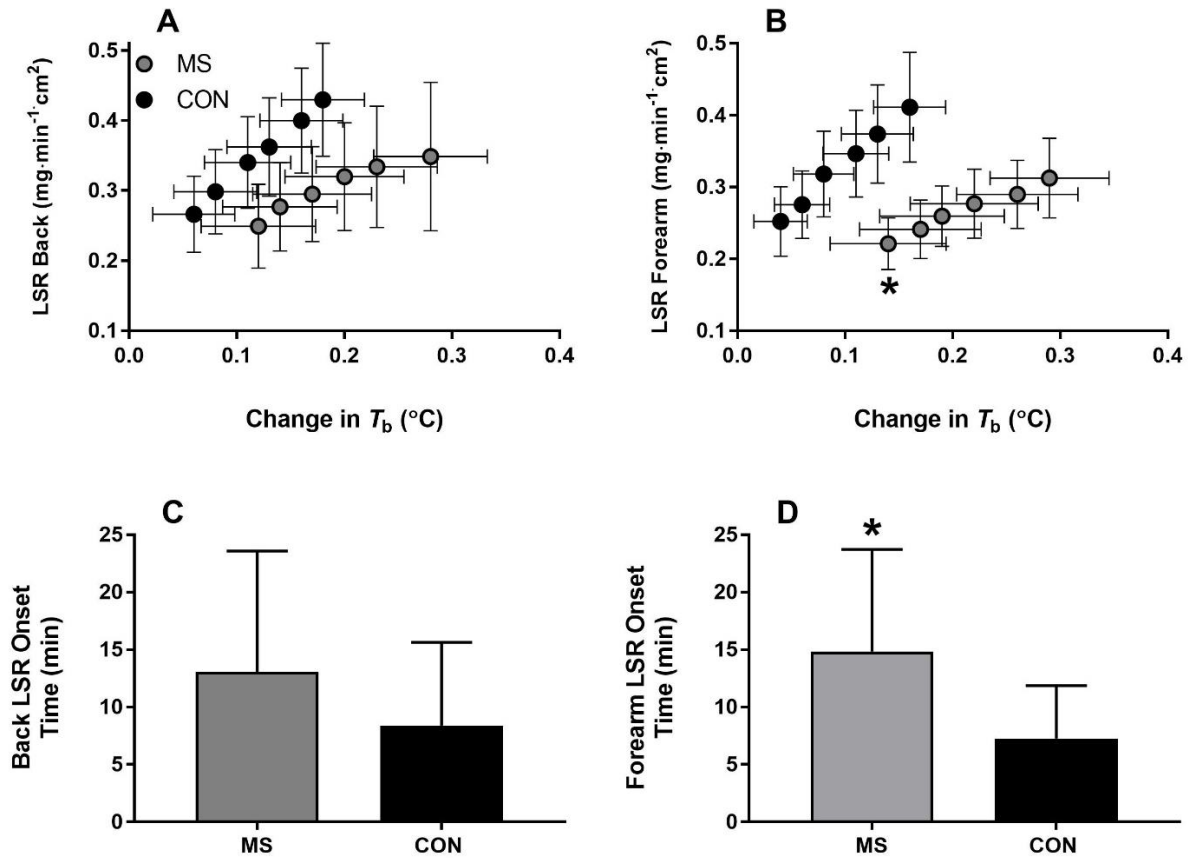 A
LSR Back (mg·min⁻¹·cm²)
0.5
0.4
0.3
0.2
0.1
MS
CON
0.0 0.1 0.2 0.3 0.4
Change in Tb (°C)
B
LSR Forearm (mg·min⁻¹·cm²)
0.5
0.4
0.3
0.2
0.1
*
0.0 0.1 0.2 0.3 0.4
Change in Tb (°C)
C
Back LSR Onset
Time (min)
25
20
15
10
5
0
MS CON
D
Forearm LSR Onset
Time (min)
25
20
15
10
5
0
*
MS CON